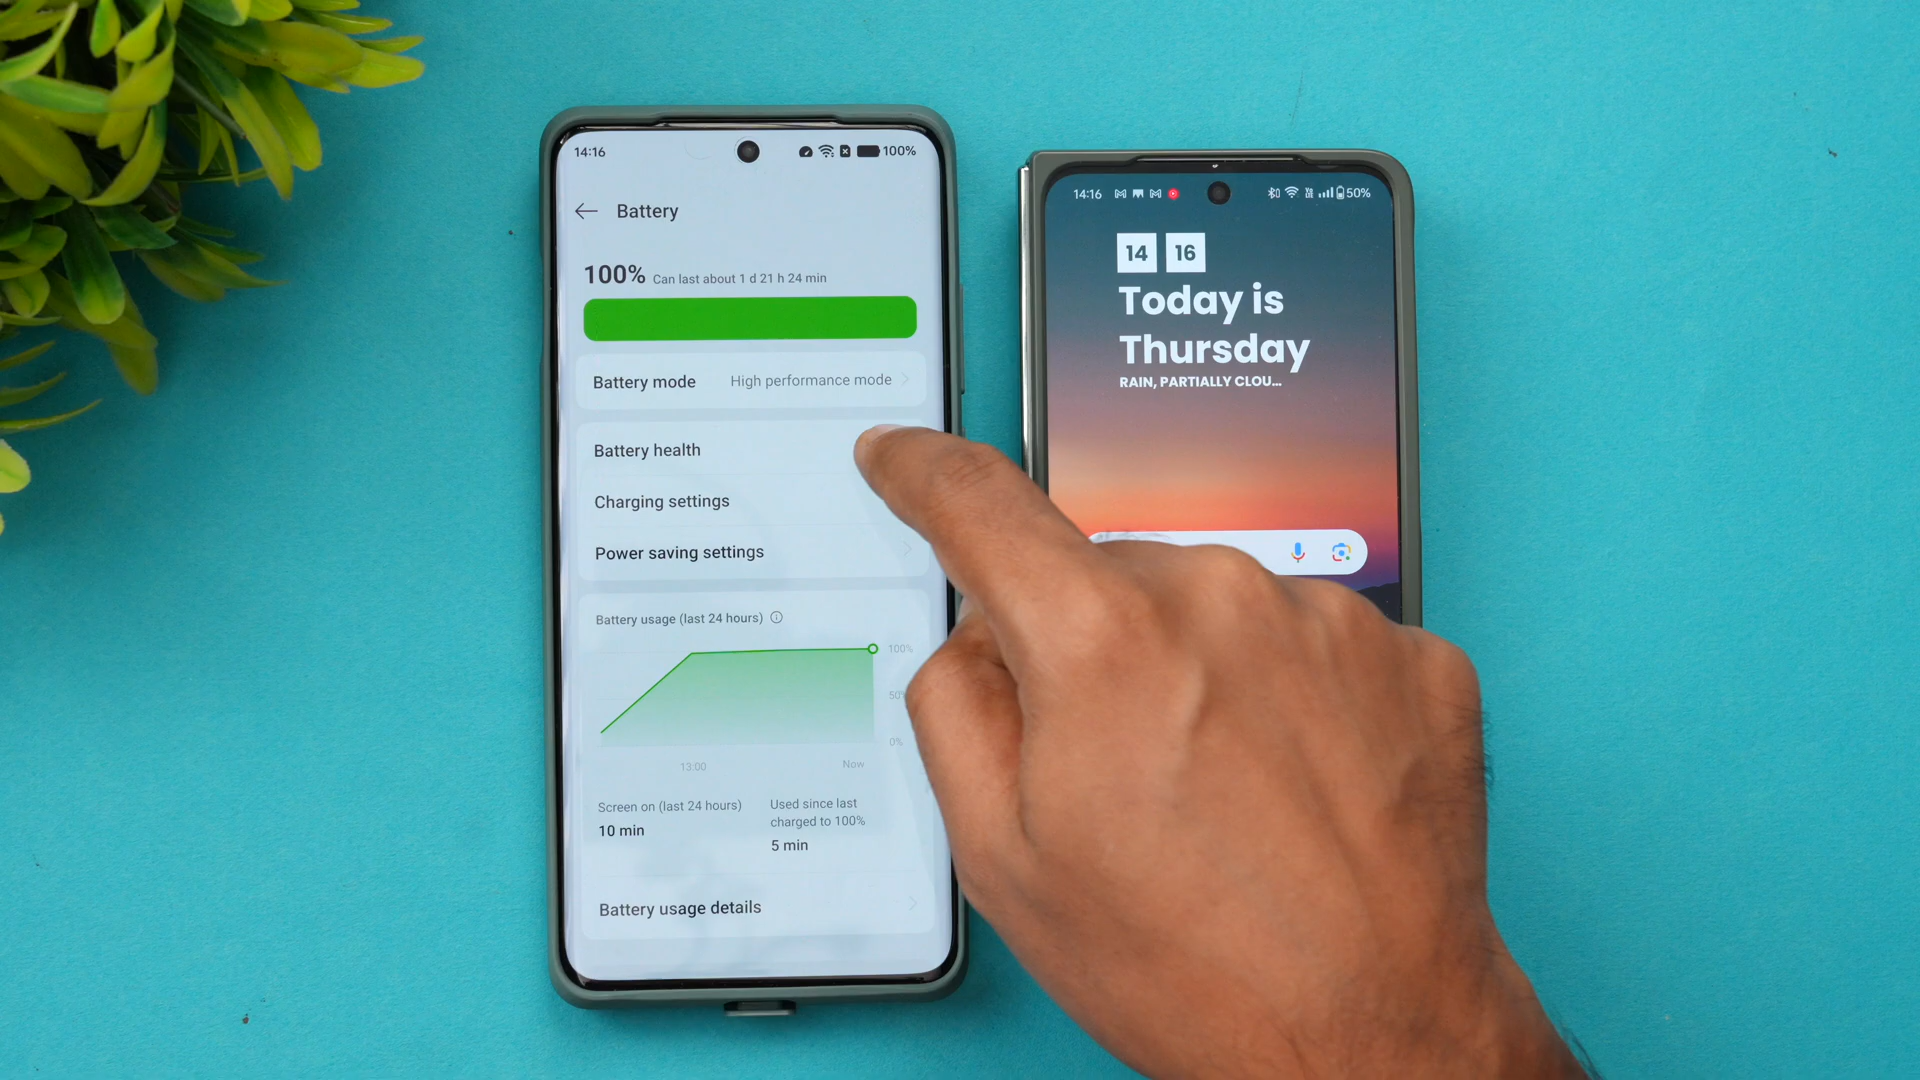 14:16
100%
Battery
100% Can last about 1 d 21 h 24 min
Battery mode High performance mode
Battery health
Charging settings
Power saving settings
Battery usage (last 24 hours)
100%
50%
0%
13:00 Now
Screen on (last 24 hours)
10 min
Used since last
charged to 100%
5 min
Battery usage details
14:16
50%
14 16
Today is
Thursday
RAIN, PARTIALLY CLOU...